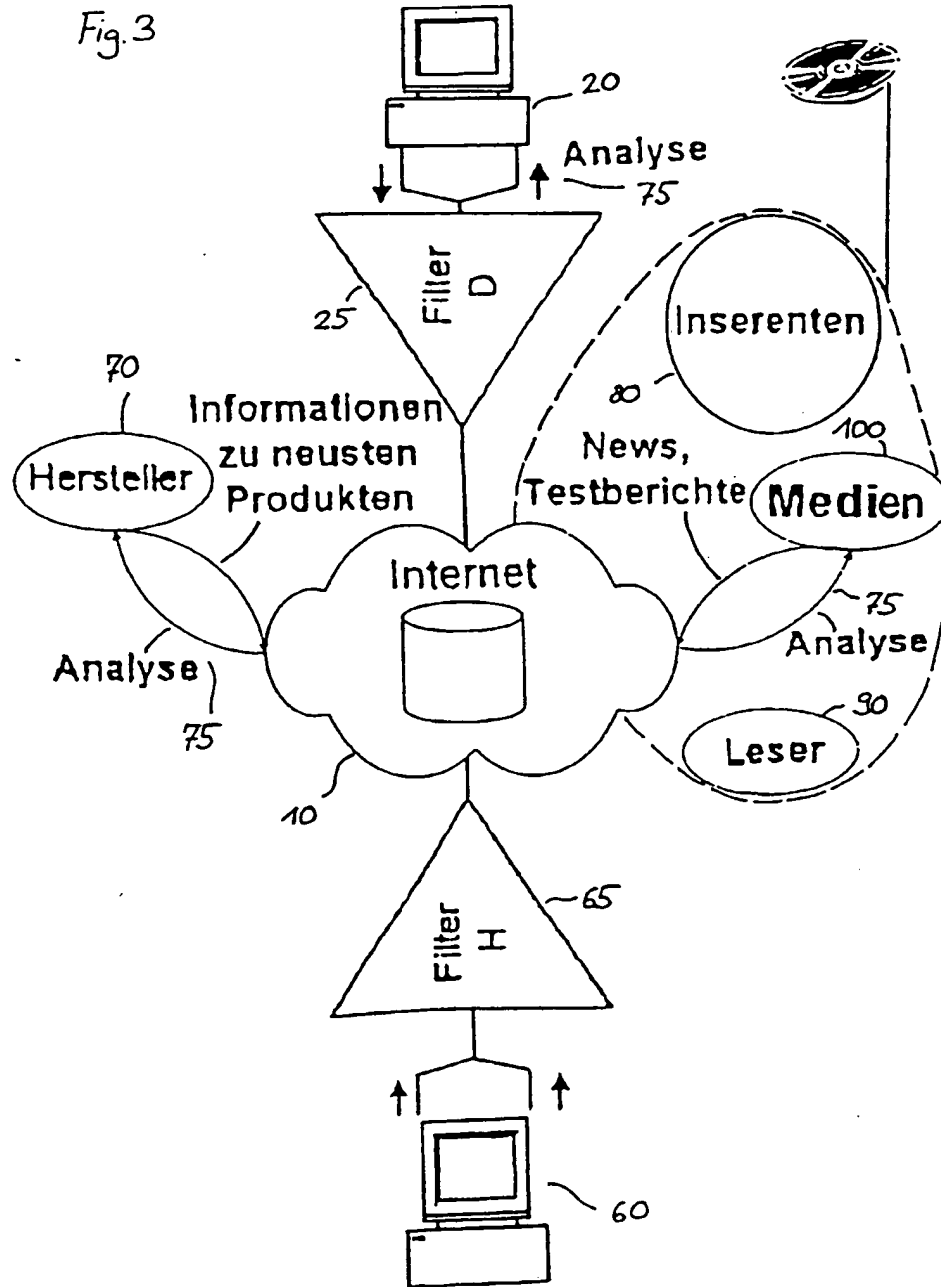 Fig. 3
20
Analyse
75
Filter
D
25
Inserenten
80
70
Informationen
zu neusten
Produkten
Hersteller
News,
Testberichte
100
Medien
Internet
75
Analyse
Analyse
75
90
Leser
10
65
Filter
H
60